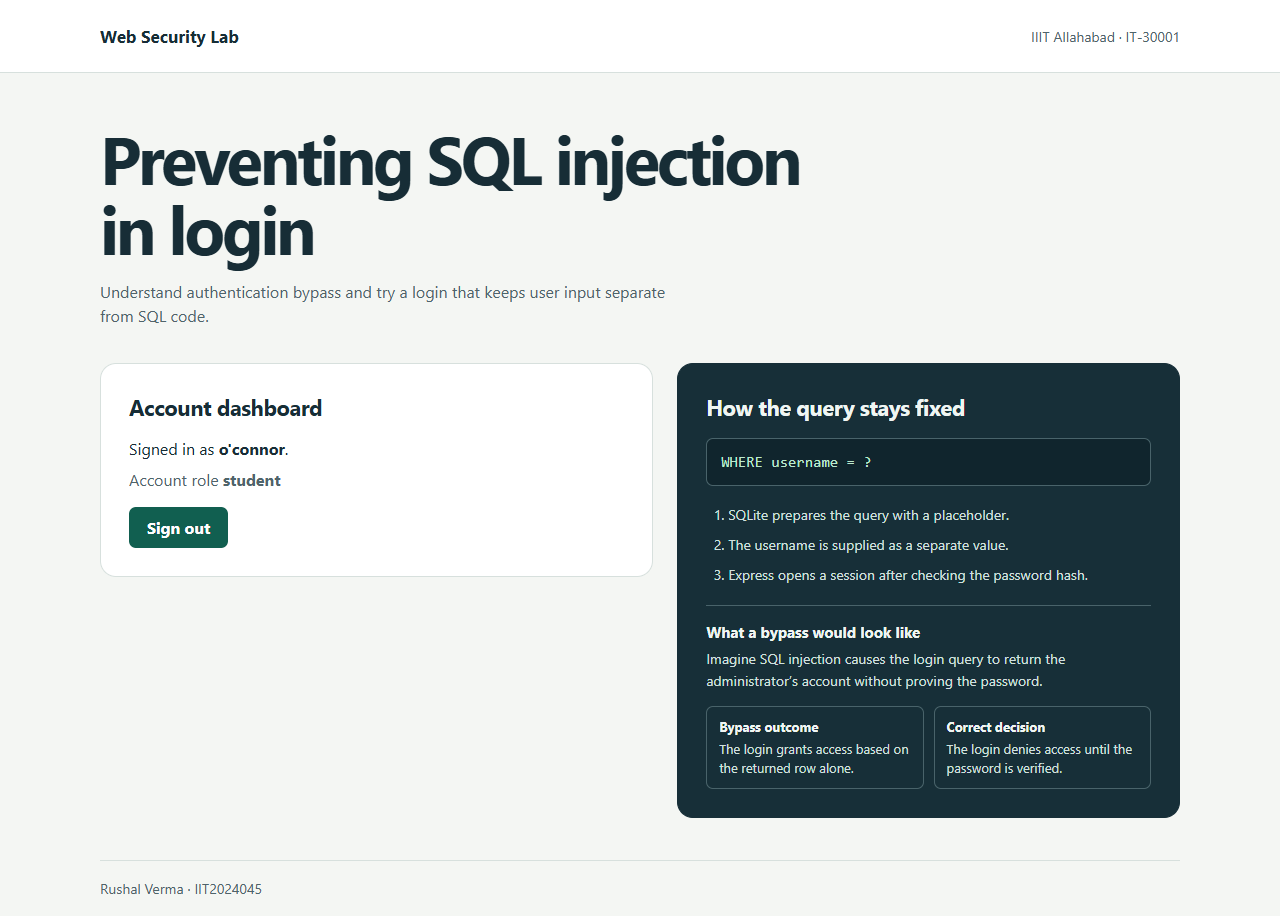 Web Security Lab
IIIT Allahabad · IT-30001
Preventing SQL injection
in login
Understand authentication bypass and try a login that keeps user input separate
from SQL code.
Account dashboard
Signed in as o'connor.
Account role student
Sign out
How the query stays fixed
WHERE username = ?
1. SQLite prepares the query with a placeholder.
2. The username is supplied as a separate value.
3. Express opens a session after checking the password hash.
What a bypass would look like
Imagine SQL injection causes the login query to return the
administrator's account without proving the password.
Bypass outcome
The login grants access based on
the returned row alone.
Correct decision
The login denies access until the
password is verified.
Rushal Verma · IIT2024045